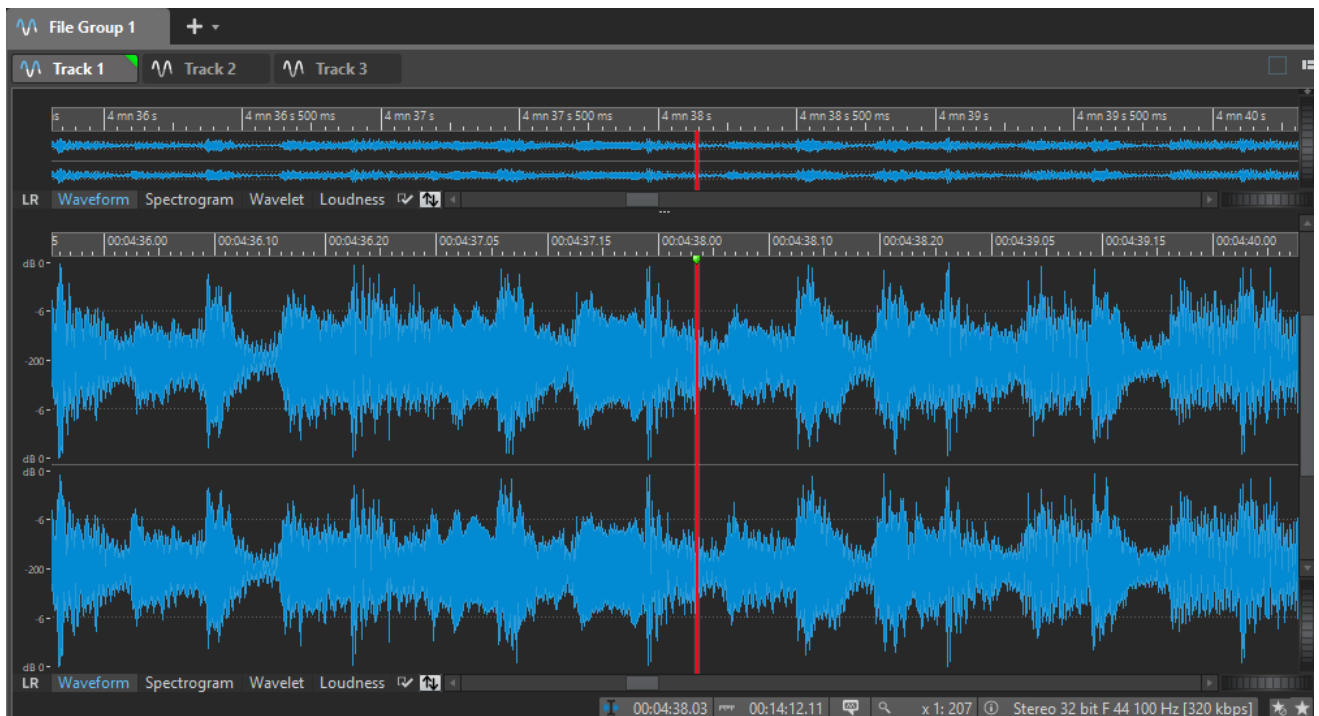 File Group 1
Track 1 Track 2 Track 3
s 4 mn 36 s 4 mn 36 s 500 ms 4 mn 37 s 4 mn 37 s 500 ms 4 mn 38 s 4 mn 38 s 500 ms 4 mn 39 s 4 mn 39 s 500 ms 4 mn 40 s
LR Waveform Spectrogram Wavelet Loudness
5 00:04:36.00 00:04:36.10 00:04:36.20 00:04:37.05 00:04:37.15 00:04:38.00 00:04:38.10 00:04:38.20 00:04:39.05 00:04:39.15 00:04:40.00
dB 0
-6
-200
-6
dB 0
dB 0
-6
-200
-6
dB 0
LR Waveform Spectrogram Wavelet Loudness
00:04:38.03 00:14:12.11 x 1: 207 Stereo 32 bit F 44 100 Hz [320 kbps]